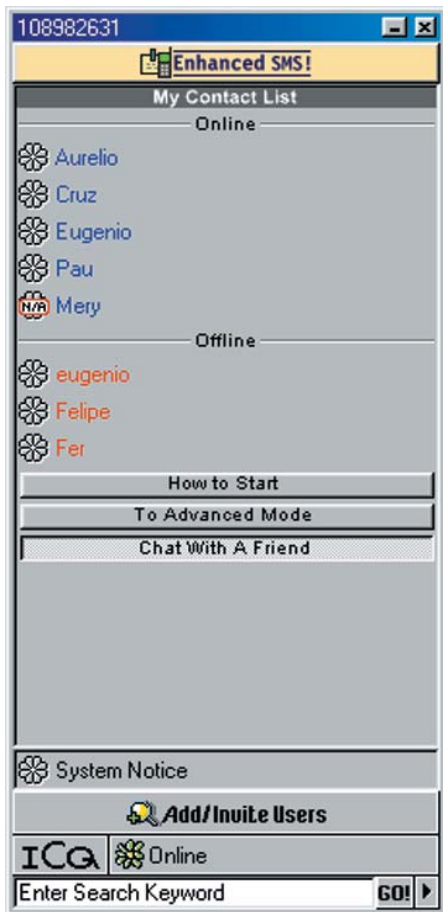 108982631
Enhanced SMS!
My Contact List
Online
Aurelio
Cruz
Eugenio
Pau
N/A Mery
Offline
eugenio
Felipe
Fer
How to Start
To Advanced Mode
Chat With A Friend
System Notice
Add/Invite Users
ICQ Online
Enter Search Keyword GO!